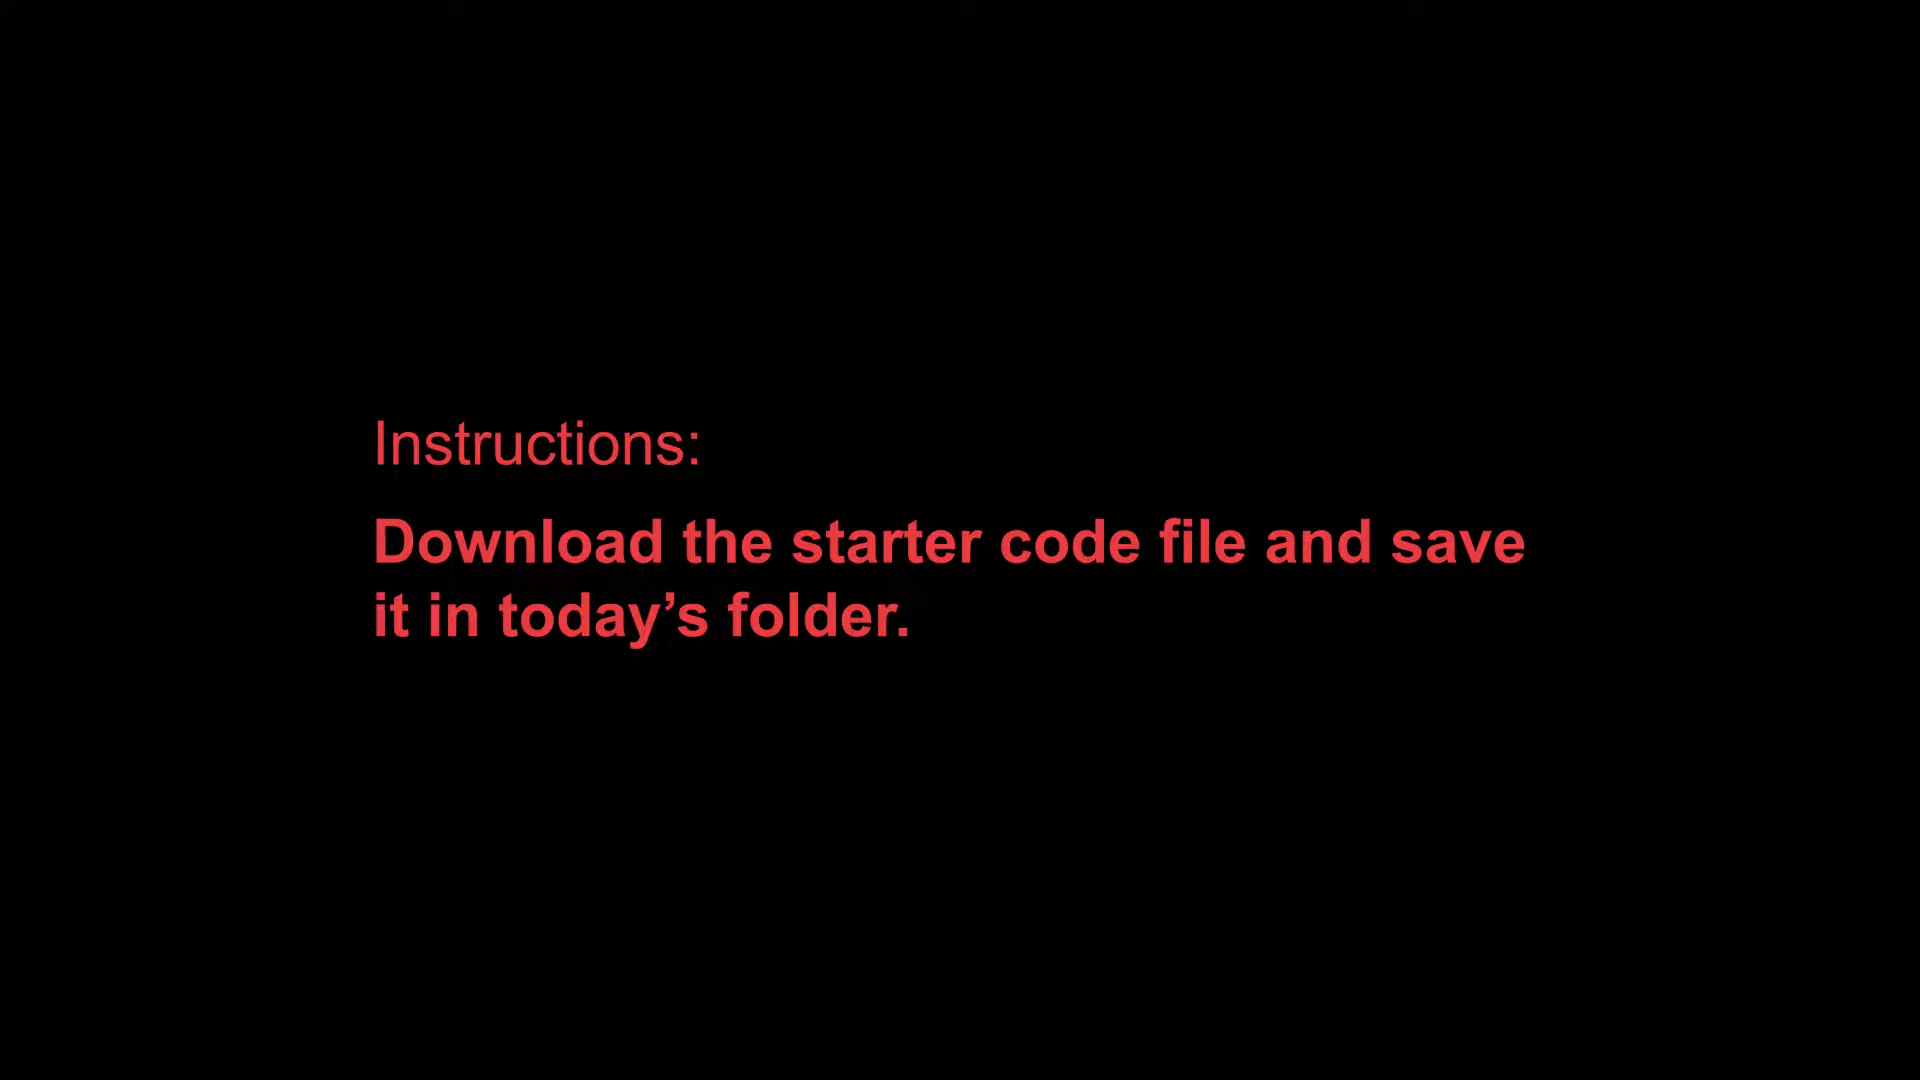 Instructions:
Download the starter code file and save
it in today’s folder.